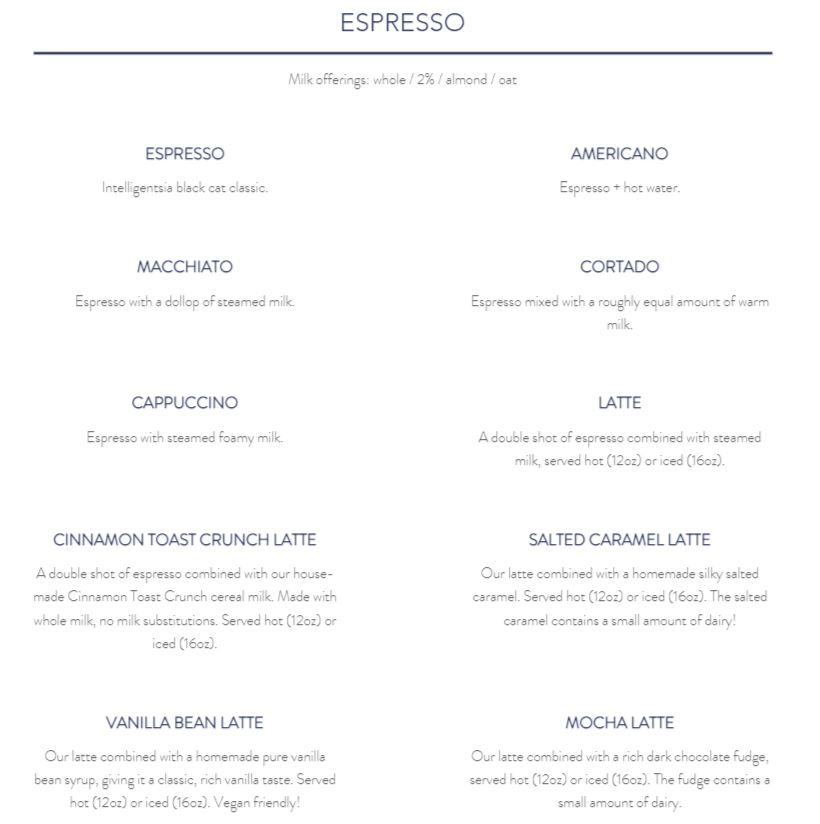 ESPRESSO
Milk offerings: whole / 2% / almond / oat
ESPRESSO
Intelligentsia black cat classic.
AMERICANO
Espresso + hot water.
MACCHIATO
Espresso with a dollop of steamed milk.
CORTADO
Espresso mixed with a roughly equal amount of warm
milk.
CAPPUCCINO
Espresso with steamed foamy milk.
LATTE
A double shot of espresso combined with steamed
milk, served hot (12oz) or iced (16oz).
CINNAMON TOAST CRUNCH LATTE
A double shot of espresso combined with our house-
made Cinnamon Toast Crunch cereal milk. Made with
whole milk, no milk substitutions. Served hot (12oz) or
iced (16oz).
SALTED CARAMEL LATTE
Our latte combined with a homemade silky salted
caramel. Served hot (12oz) or iced (16oz). The salted
caramel contains a small amount of dairy!
VANILLA BEAN LATTE
Our latte combined with a homemade pure vanilla
bean syrup, giving it a classic, rich vanilla taste. Served
hot (12oz) or iced (16oz). Vegan friendly!
MOCHA LATTE
Our latte combined with a rich dark chocolate fudge,
served hot (12oz) or iced (16oz). The fudge contains a
small amount of dairy.